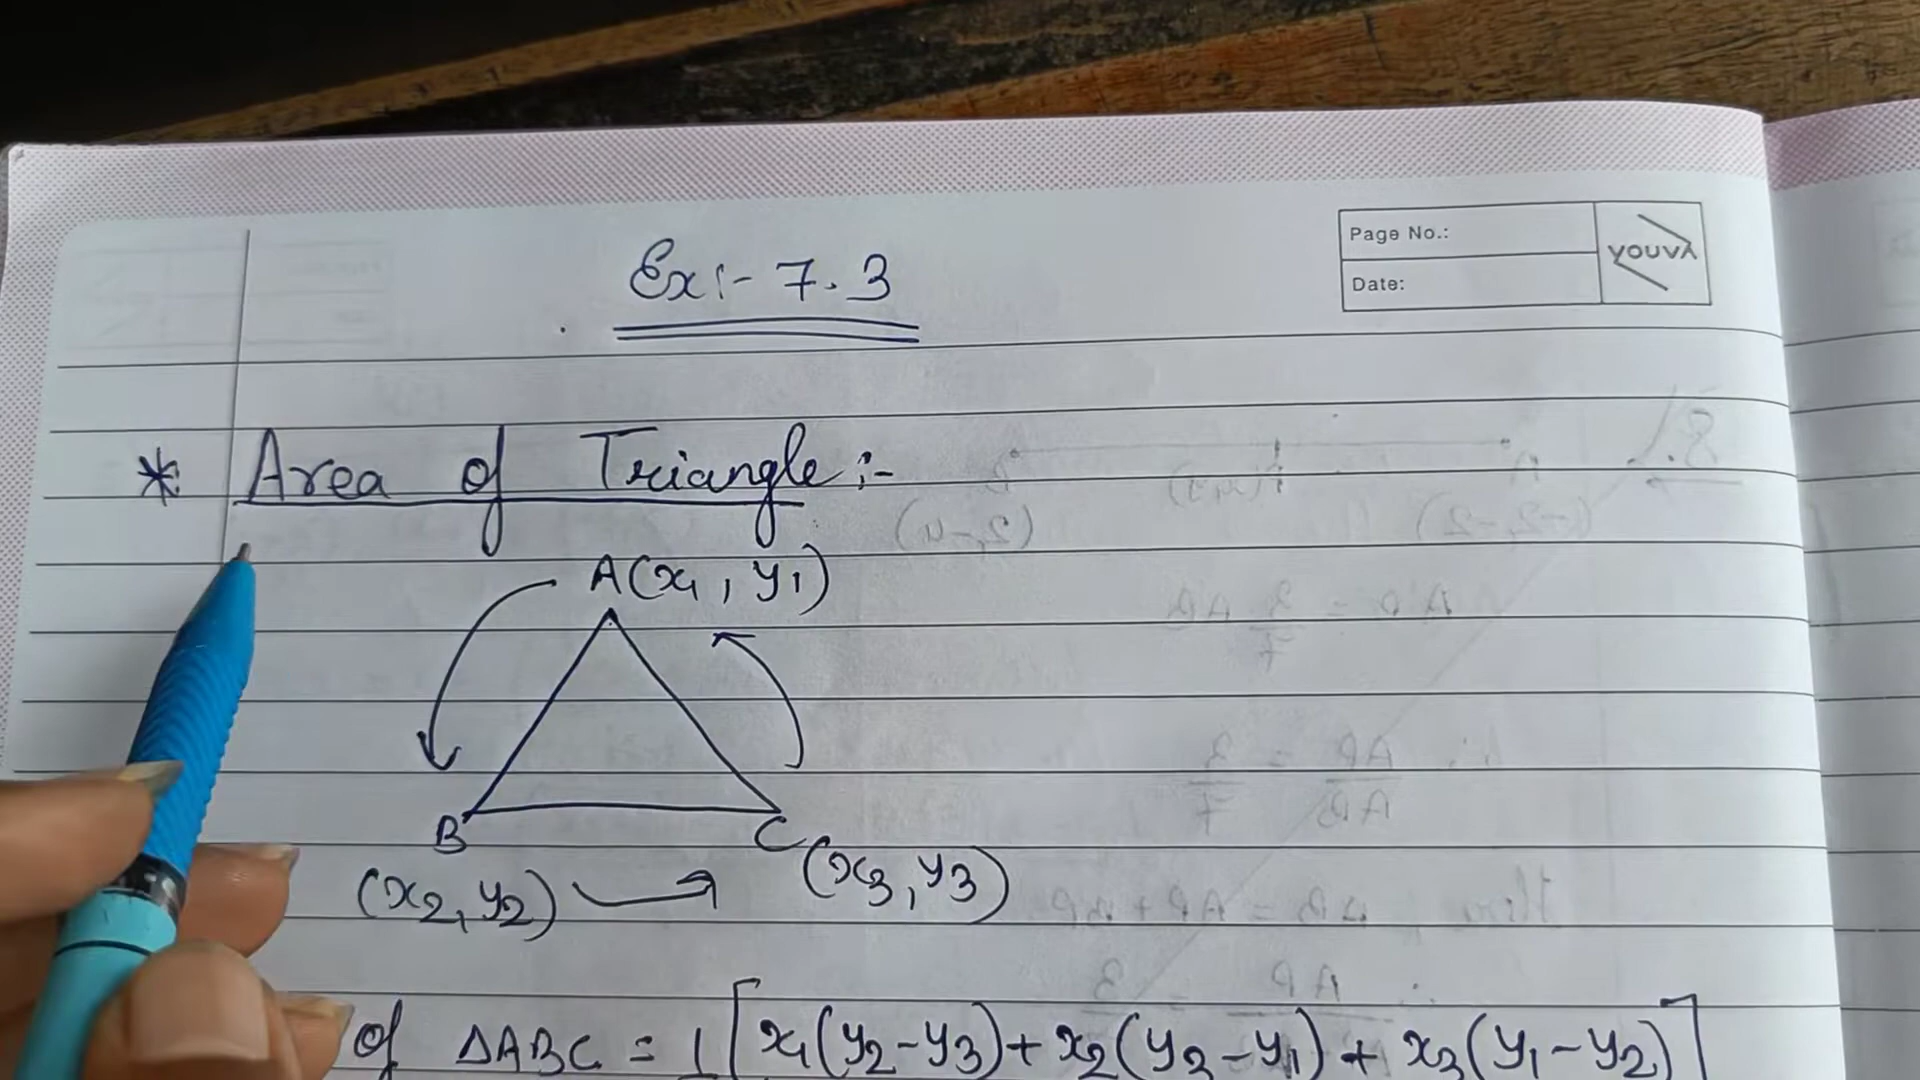 Ex:- 7.3
Page No.:
Date:
YOUVA
* Area of Triangle :-
A(x₁, y₁)
B
C
(x₂, y₂)
(x₃, y₃)
of ΔABC = 1 [x₁(y₂-y₃)+ x₂(y₃-y₁) + x₃(y₁-y₂)]